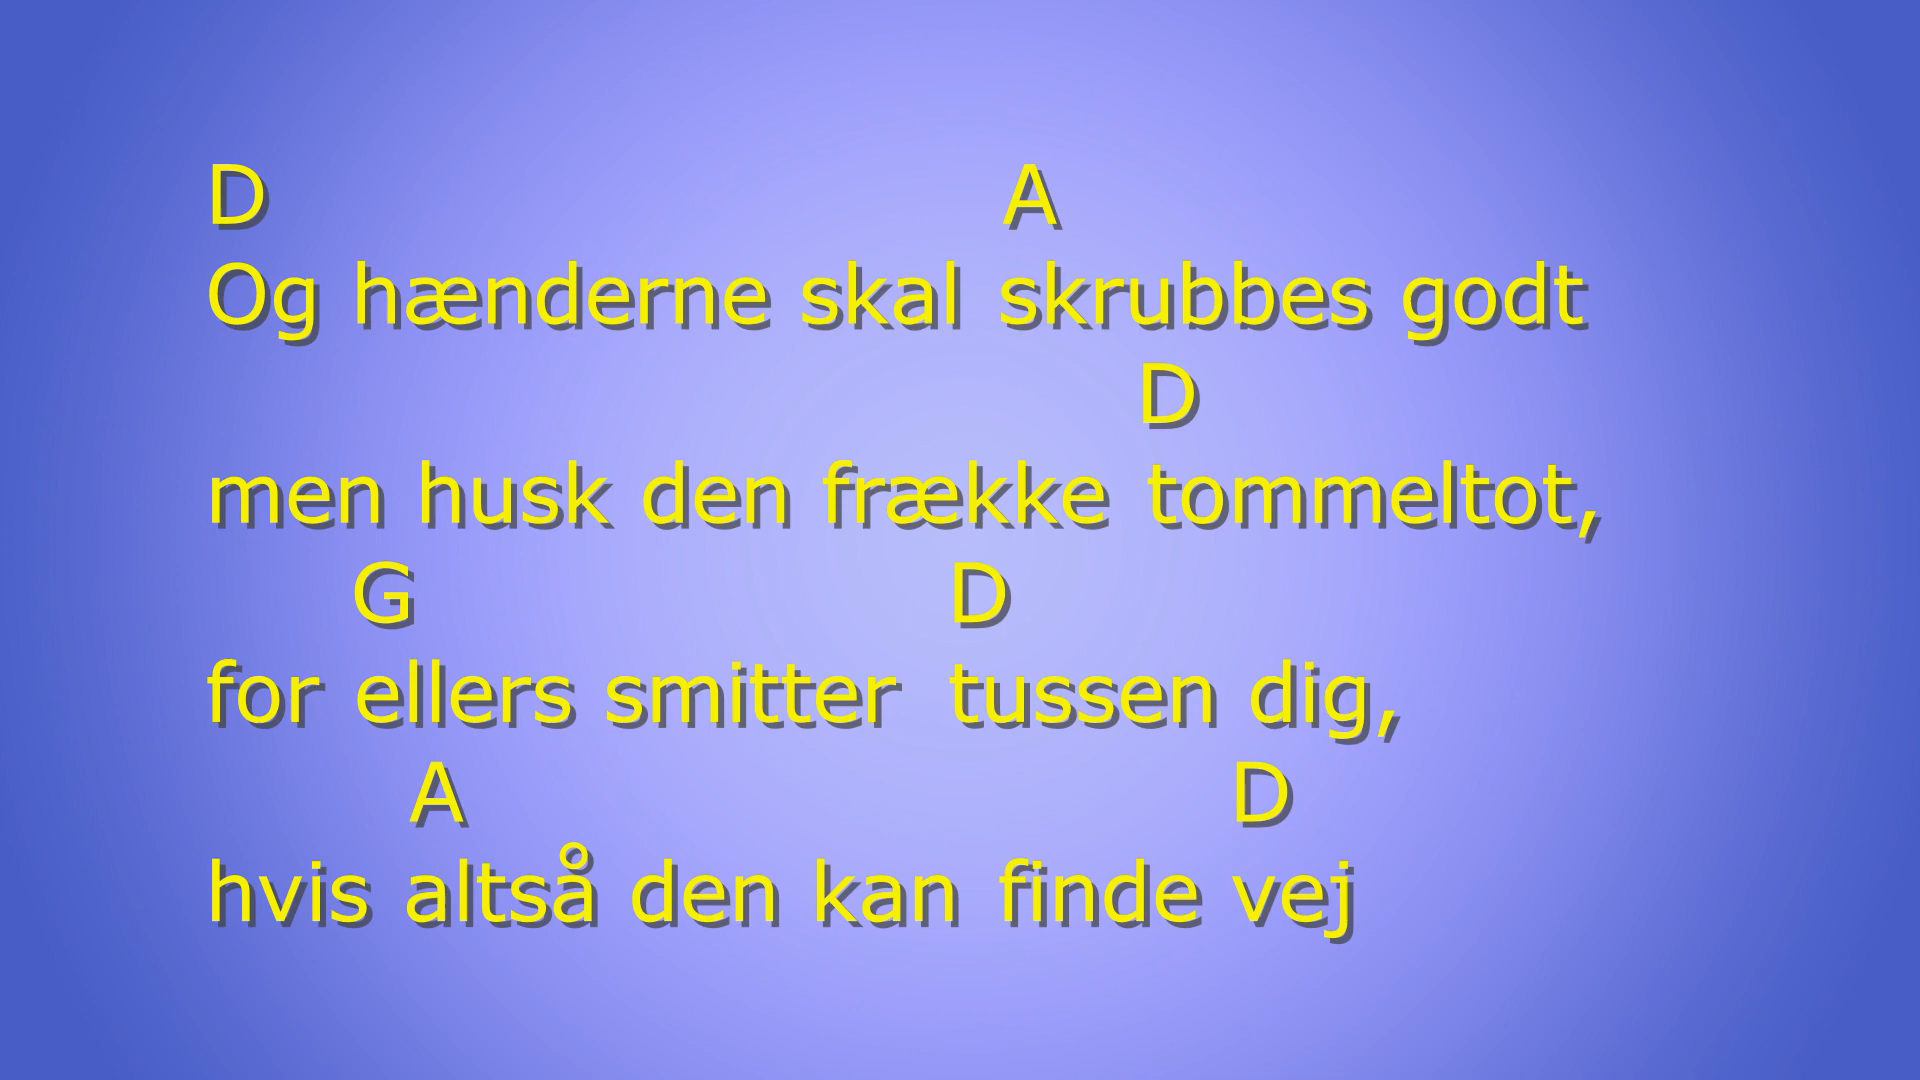 D A
Og hænderne skal skrubbes godt
D
men husk den frække tommeltot,
G D
for ellers smitter tussen dig,
A D
hvis altså den kan finde vej